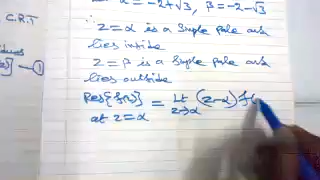 α = -2+√3, β = -2-√3
C.R.T
∴ z=α is a Simple pole and
lies inside
z=β is a Simple pole and
lies outside
Res{f(z)} = Lt (z-α) f(
at z=α z→α